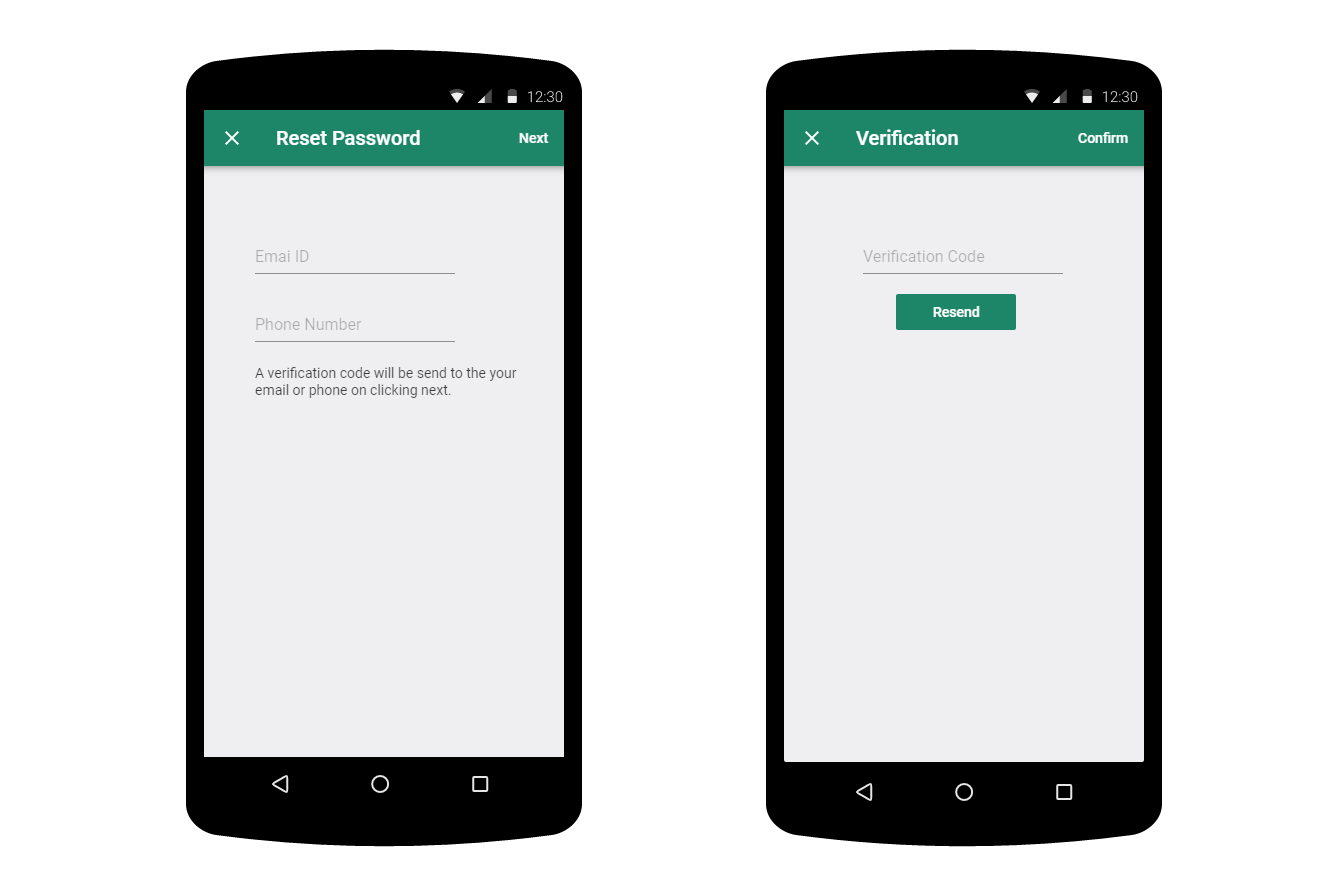 12:30
Reset Password
Next
Emai ID
Phone Number
A verification code will be send to the your
email or phone on clicking next.
12:30
Verification
Confirm
Verification Code
Resend